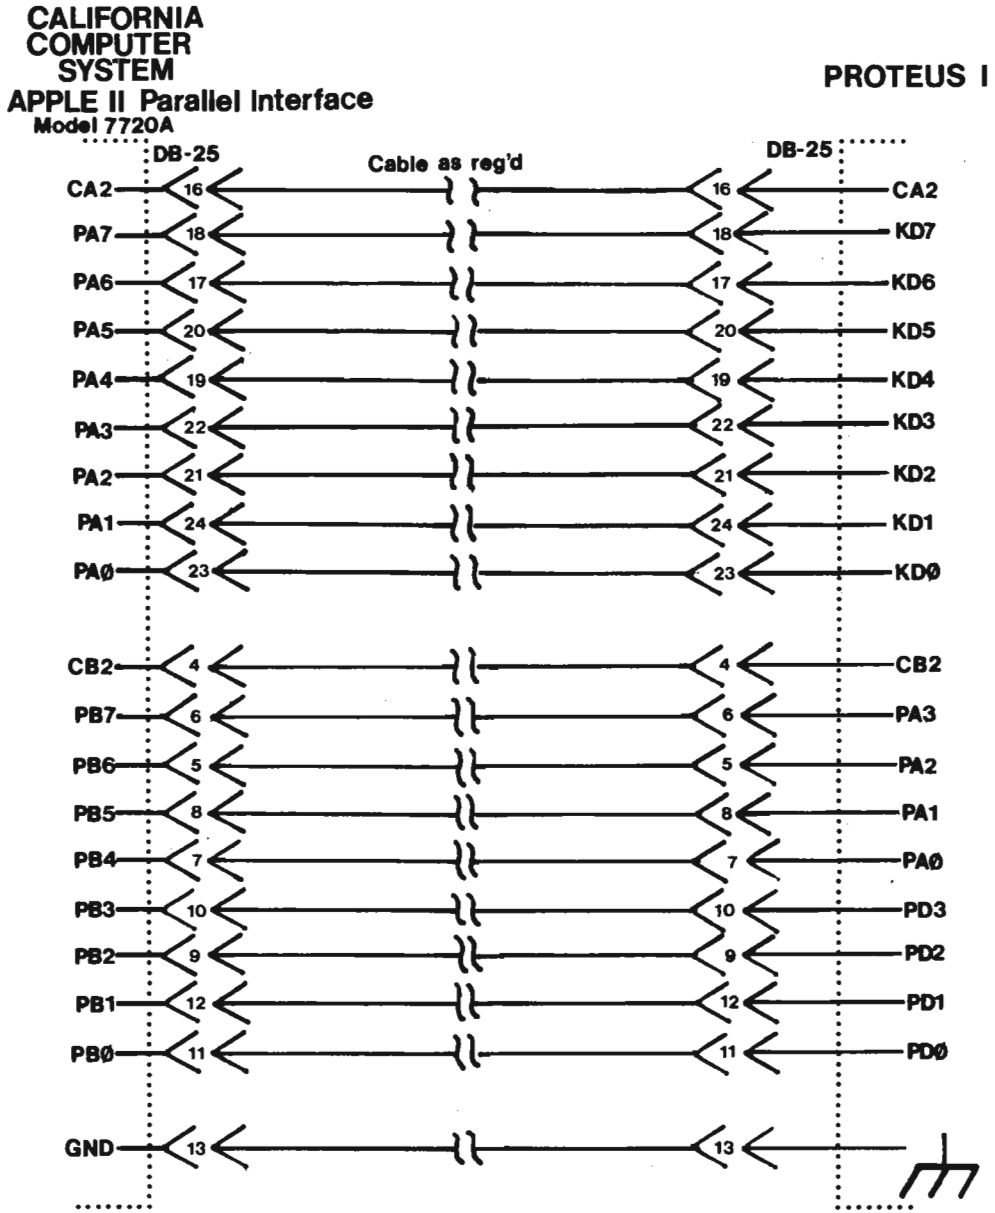 CALIFORNIA
COMPUTER
SYSTEM
PROTEUS I
APPLE II Parallel Interface
Model 7720A
DB-25 Cable as reg'd DB-25
CA2 16 16 CA2
PA7 18 18 KD7
PA6 17 17 KD6
PA5 20 20 KD5
PA4 19 19 KD4
PA3 22 22 KD3
PA2 21 21 KD2
PA1 24 24 KD1
PAØ 23 23 KDØ
CB2 4 4 CB2
PB7 6 6 PA3
PB6 5 5 PA2
PB5 8 8 PA1
PB4 7 7 PAØ
PB3 10 10 PD3
PB2 9 9 PD2
PB1 12 12 PD1
PBØ 11 11 PDØ
GND 13 13